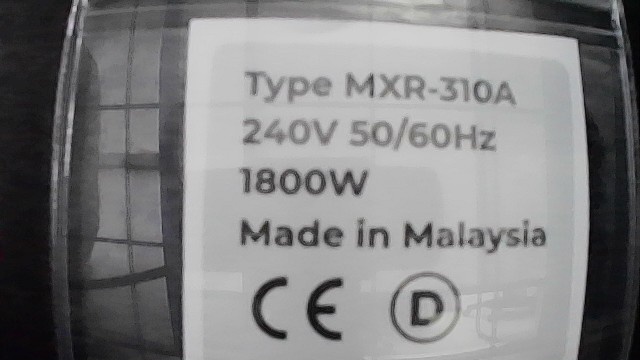 Type MXR-310A
240V 50/60Hz
1800W
Made in Malaysia
CE D